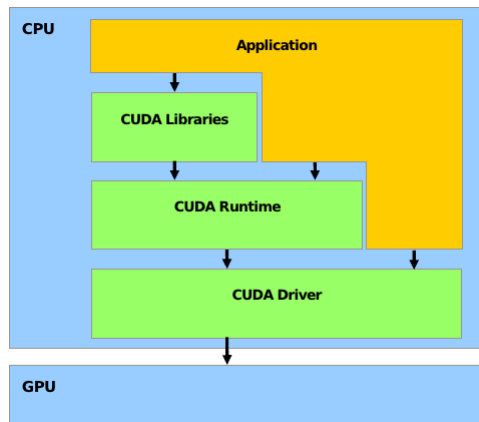 CPU
Application
CUDA Libraries
CUDA Runtime
CUDA Driver
GPU